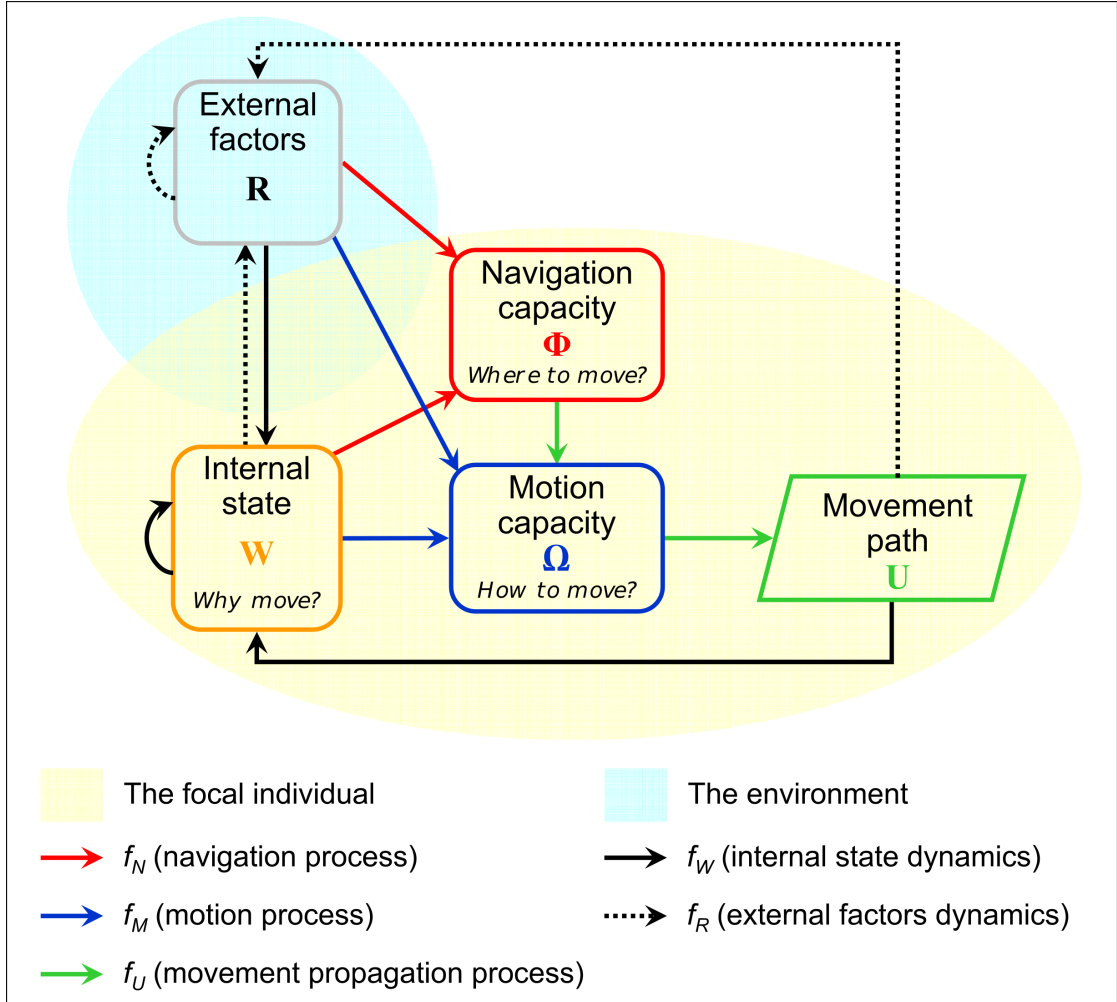 External
factors
R
Navigation
capacity
Φ
Where to move?
Internal
state
W
Why move?
Motion
capacity
Ω
How to move?
Movement
path
U
The focal individual
The environment
f_N (navigation process)
f_W (internal state dynamics)
f_M (motion process)
f_R (external factors dynamics)
f_U (movement propagation process)